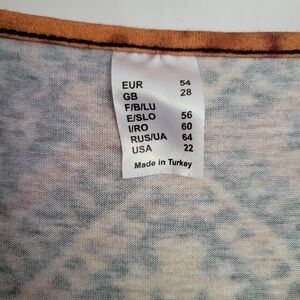 EUR 54
GB 28
F/B/LU
E/SLO 56
I/RO 60
RUS/UA 64
USA 22
Made in Turkey